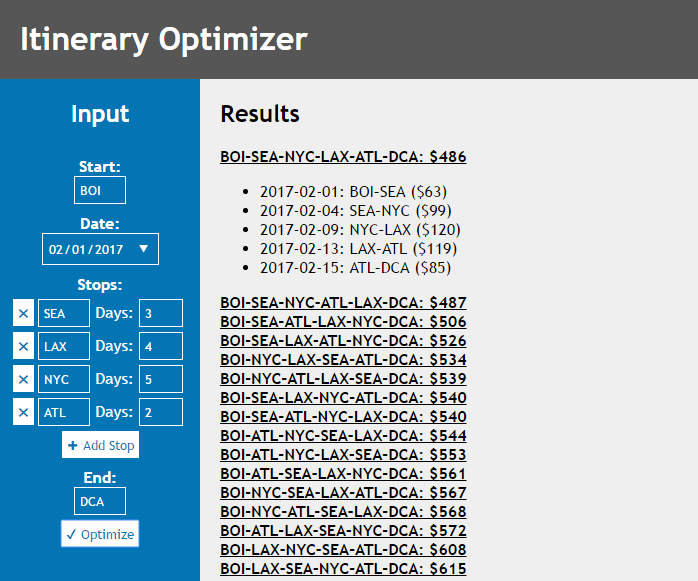 Itinerary Optimizer
Input
Start:
BOI
Date:
02/01/2017 ▼
Stops:
✕ SEA Days: 3
✕ LAX Days: 4
✕ NYC Days: 5
✕ ATL Days: 2
+ Add Stop
End:
DCA
✓ Optimize
Results
BOI-SEA-NYC-LAX-ATL-DCA: $486
• 2017-02-01: BOI-SEA ($63)
• 2017-02-04: SEA-NYC ($99)
• 2017-02-09: NYC-LAX ($120)
• 2017-02-13: LAX-ATL ($119)
• 2017-02-15: ATL-DCA ($85)
BOI-SEA-NYC-ATL-LAX-DCA: $487
BOI-SEA-ATL-LAX-NYC-DCA: $506
BOI-SEA-LAX-ATL-NYC-DCA: $526
BOI-NYC-LAX-SEA-ATL-DCA: $534
BOI-NYC-ATL-LAX-SEA-DCA: $539
BOI-SEA-LAX-NYC-ATL-DCA: $540
BOI-SEA-ATL-NYC-LAX-DCA: $540
BOI-ATL-NYC-SEA-LAX-DCA: $544
BOI-ATL-NYC-LAX-SEA-DCA: $553
BOI-ATL-SEA-LAX-NYC-DCA: $561
BOI-NYC-SEA-LAX-ATL-DCA: $567
BOI-NYC-ATL-SEA-LAX-DCA: $568
BOI-ATL-LAX-SEA-NYC-DCA: $572
BOI-LAX-NYC-SEA-ATL-DCA: $608
BOI-LAX-SEA-NYC-ATL-DCA: $615